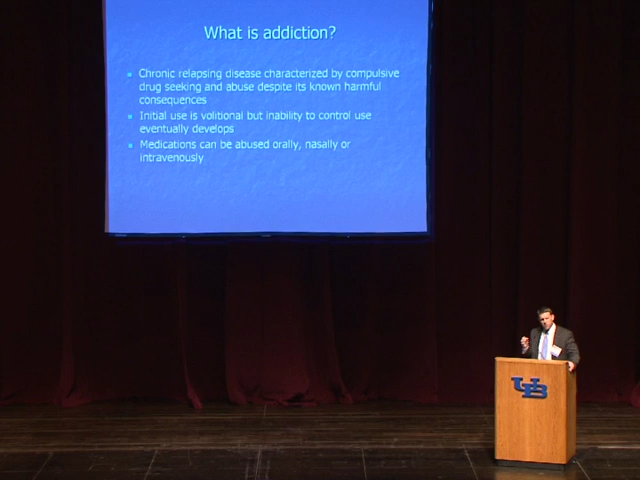 What is addiction?
Chronic relapsing disease characterized by compulsive
drug seeking and abuse despite its known harmful
consequences
Initial use is volitional but inability to control use
eventually develops
Medications can be abused orally, nasally or
intravenously
UB